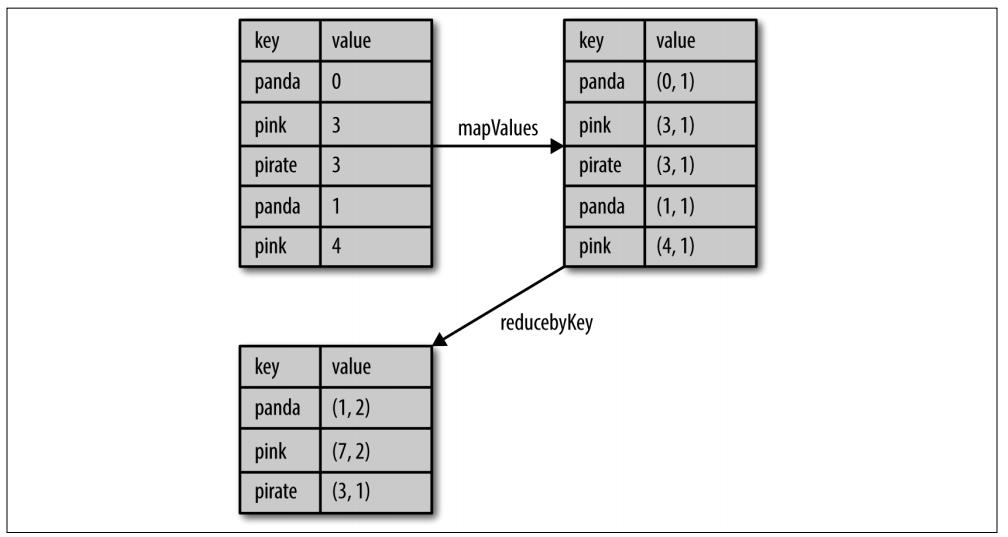 key value
panda 0
pink 3
pirate 3
panda 1
pink 4
mapValues
key value
panda (0, 1)
pink (3, 1)
pirate (3, 1)
panda (1, 1)
pink (4, 1)
reducebyKey
key value
panda (1, 2)
pink (7, 2)
pirate (3, 1)